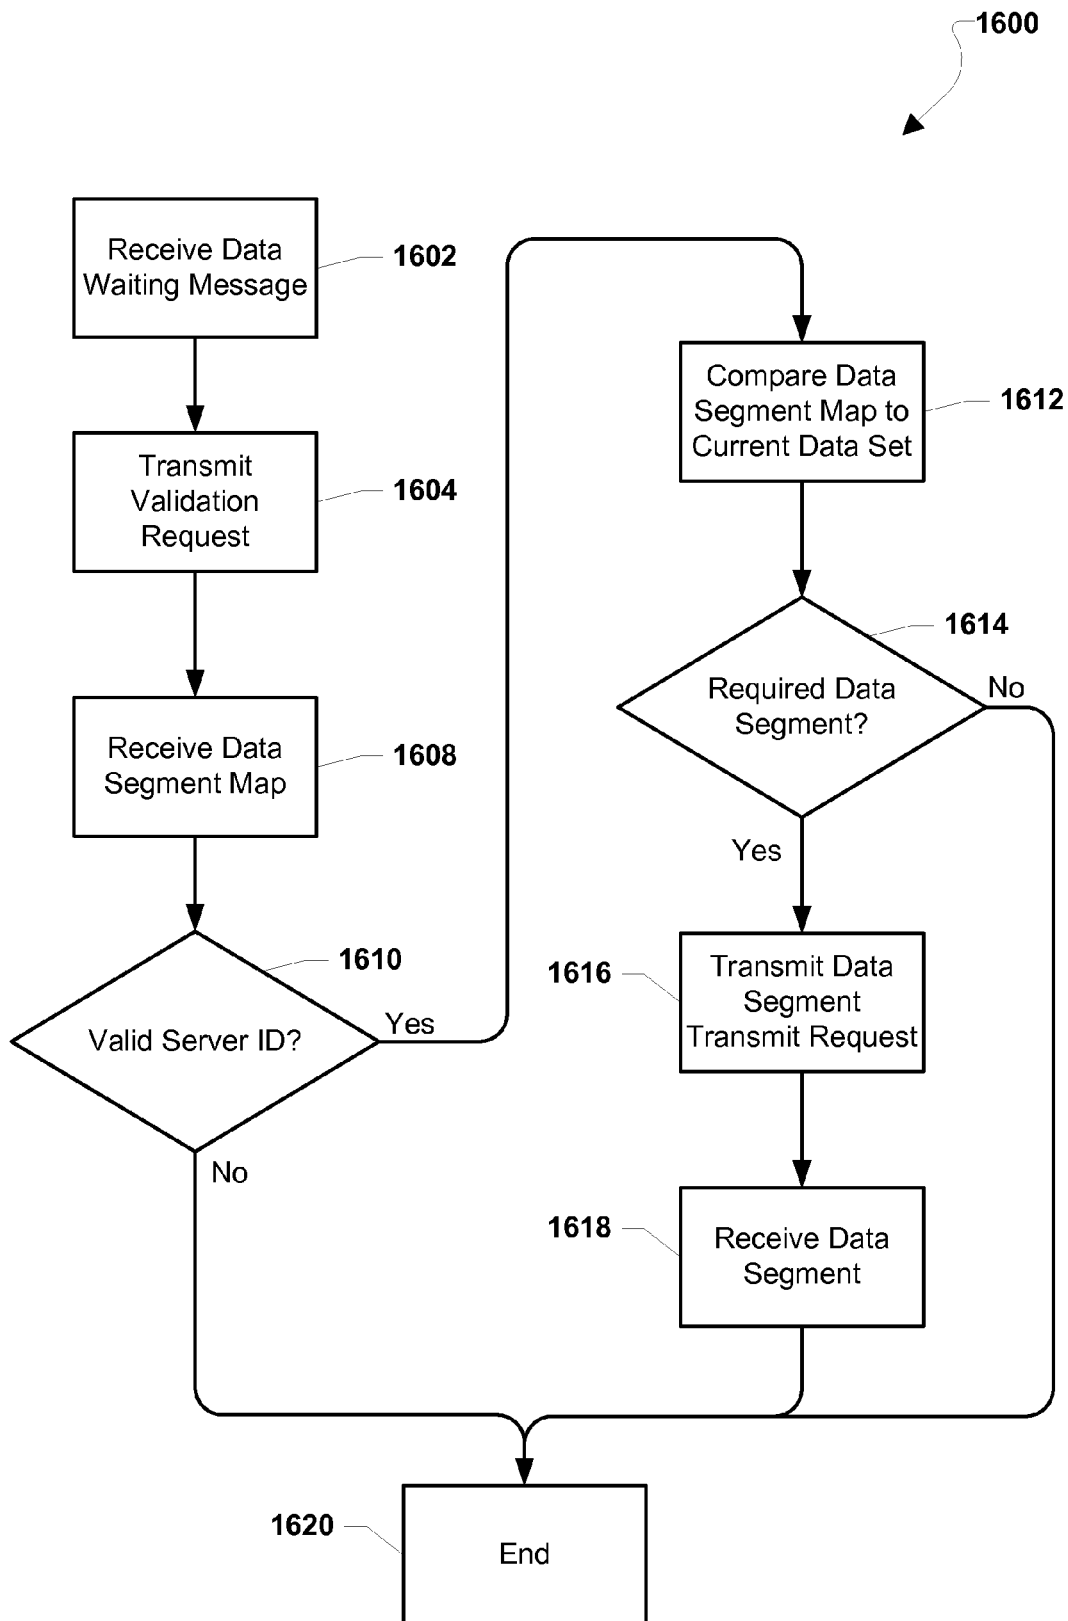 1600
Receive Data
Waiting Message
1602
Transmit
Validation
Request
1604
Receive Data
Segment Map
1608
Valid Server ID?
1610
Yes
No
Compare Data
Segment Map to
Current Data Set
1612
Required Data
Segment?
1614
No
Yes
Transmit Data
Segment
Transmit Request
1616
Receive Data
Segment
1618
End
1620